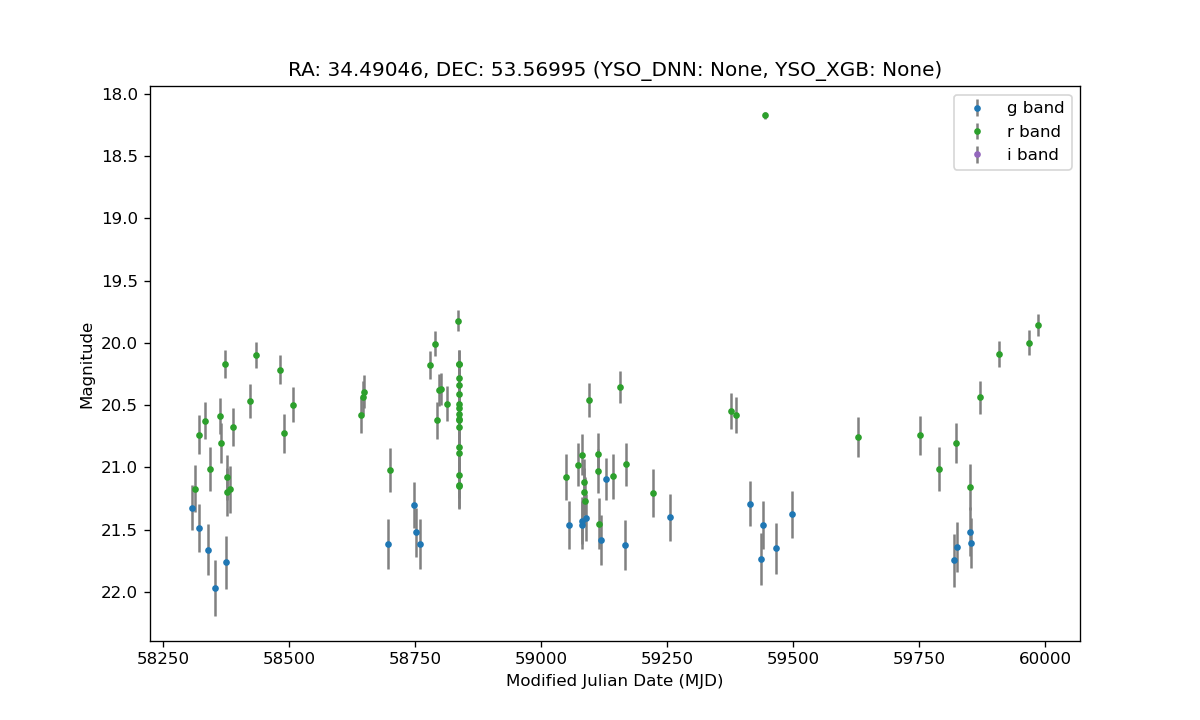 RA: 34.49046, DEC: 53.56995 (YSO_DNN: None, YSO_XGB: None)
g band
r band
i band
18.0
18.5
19.0
19.5
20.0
20.5
21.0
21.5
22.0
Magnitude
58250 58500 58750 59000 59250 59500 59750 60000
Modified Julian Date (MJD)